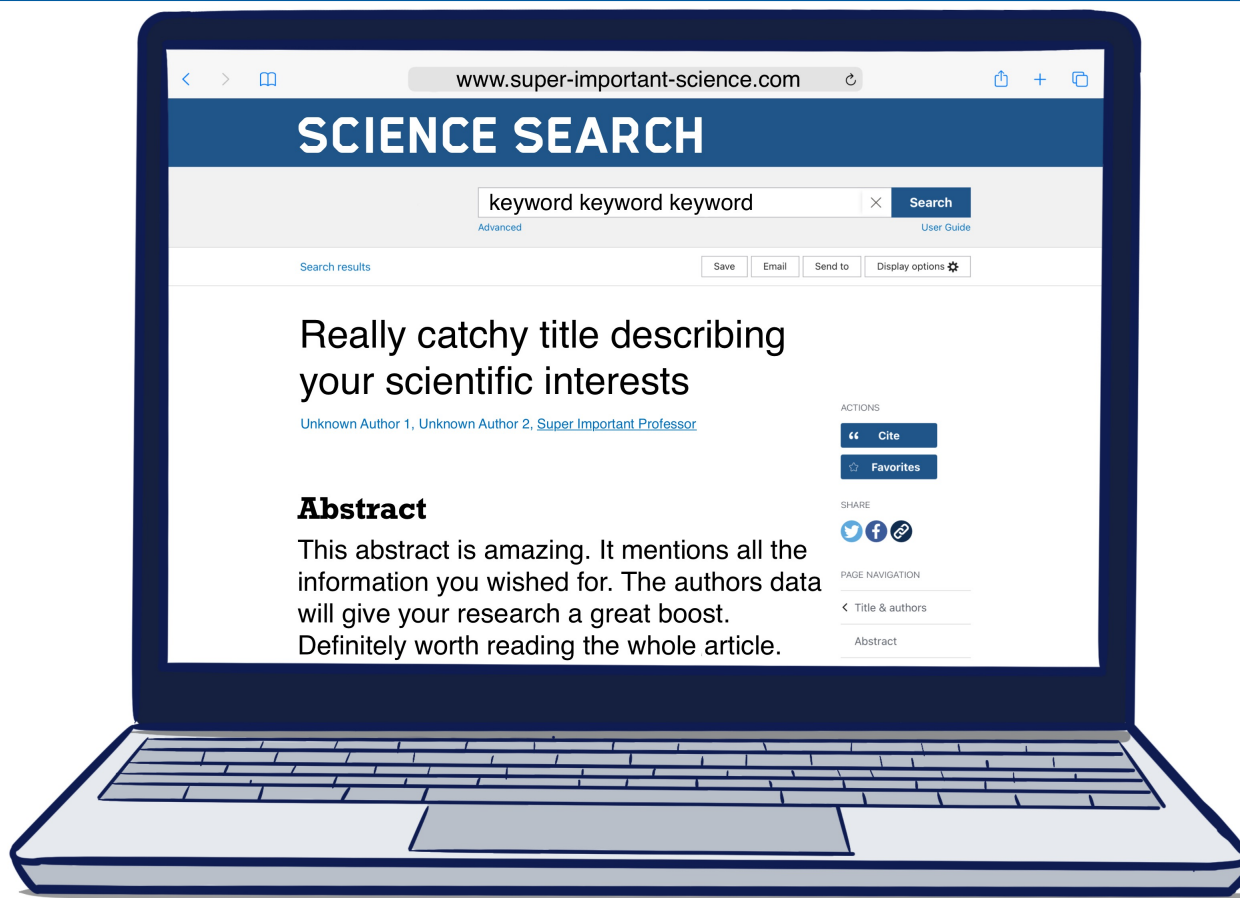 www.super-important-science.com
SCIENCE SEARCH
keyword keyword keyword
Search
Advanced
User Guide
Search results
Save
Email
Send to
Display options
Really catchy title describing
your scientific interests
Unknown Author 1, Unknown Author 2, Super Important Professor
ACTIONS
Cite
Favorites
Abstract
This abstract is amazing. It mentions all the
information you wished for. The authors data
will give your research a great boost.
Definitely worth reading the whole article.
SHARE
PAGE NAVIGATION
Title & authors
Abstract